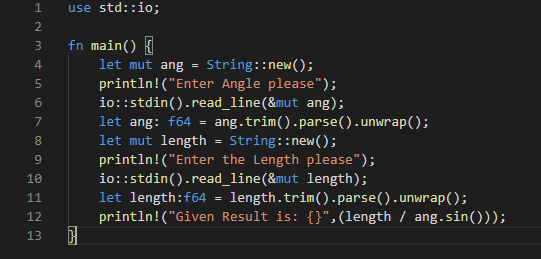 1 use std::io;
2
3 fn main() {
4     let mut ang = String::new();
5     println!("Enter Angle please");
6     io::stdin().read_line(&mut ang);
7     let ang: f64 = ang.trim().parse().unwrap();
8     let mut length = String::new();
9     println!("Enter the Length please");
10     io::stdin().read_line(&mut length);
11     let length:f64 = length.trim().parse().unwrap();
12     println!("Given Result is: {}",(length / ang.sin()));
13 }